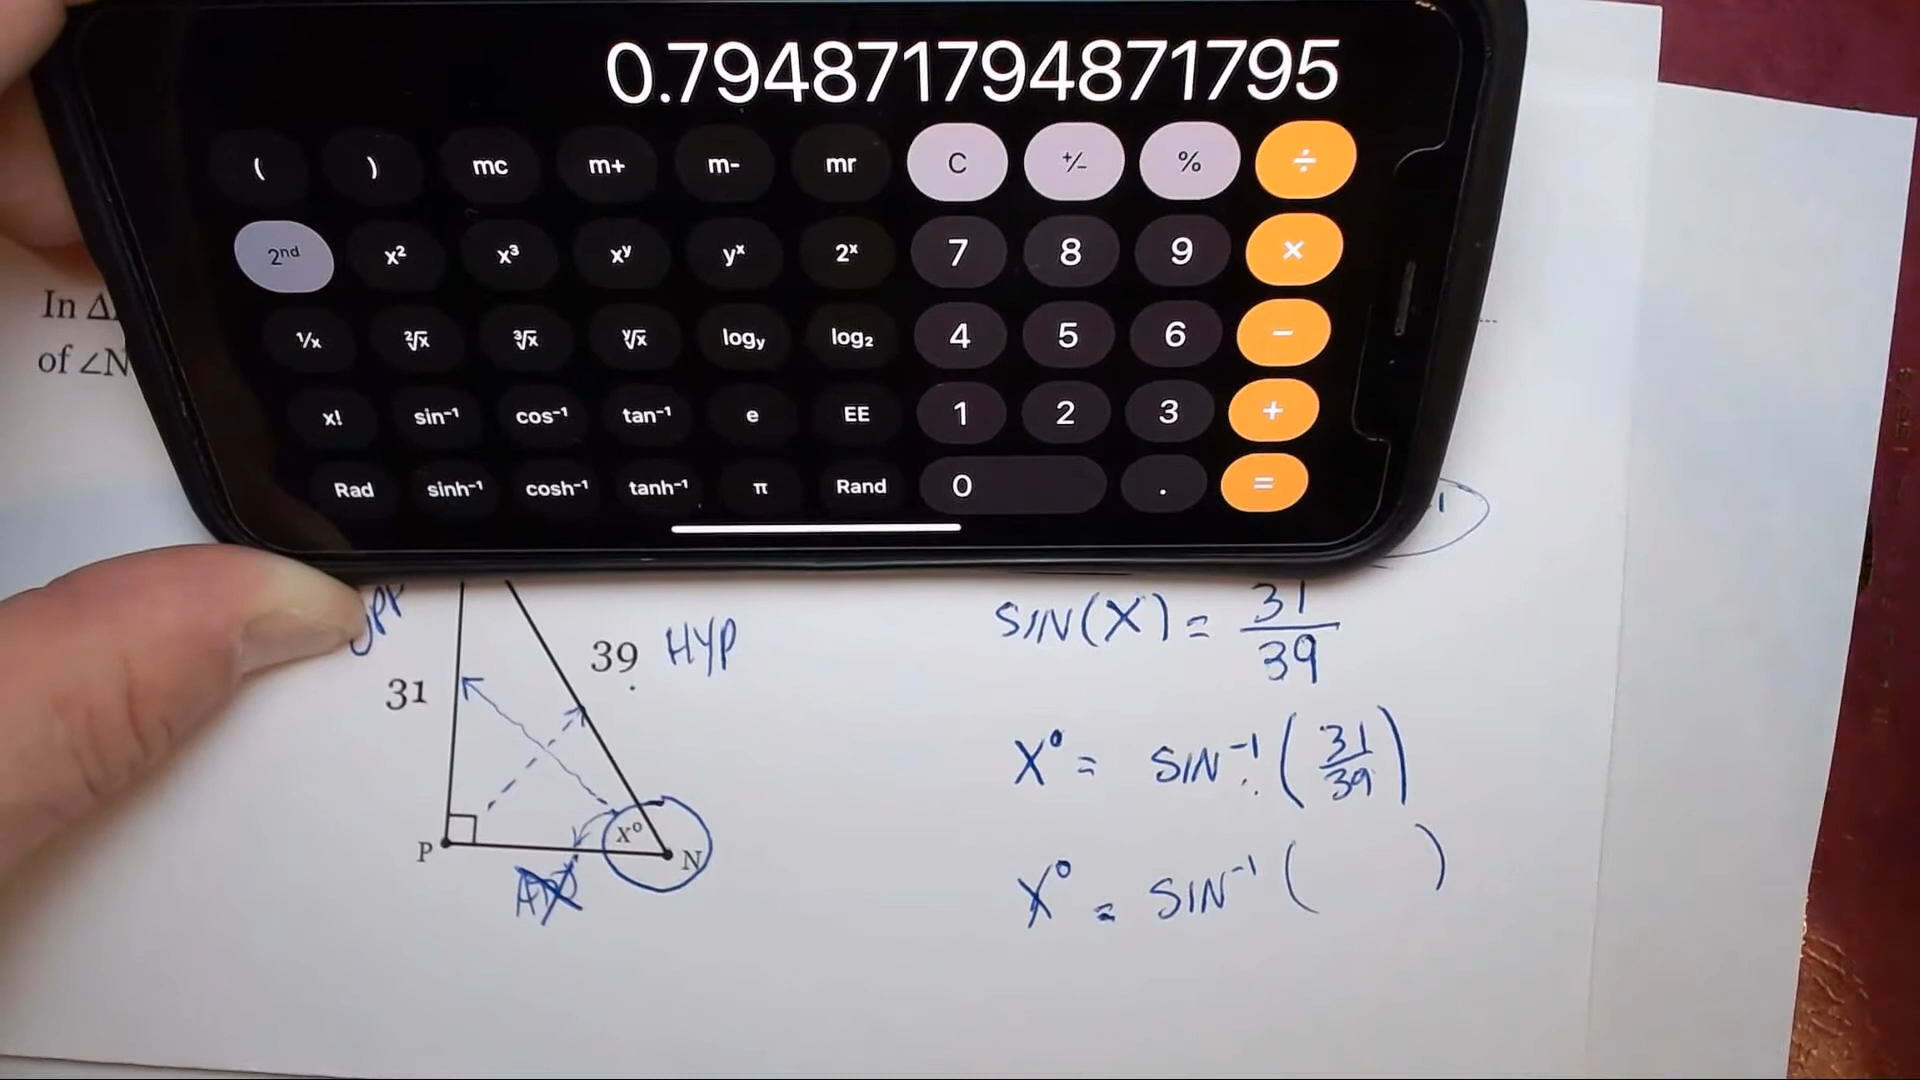 0.794871794871795
( ) mc m+ m- mr C +/- % ÷
2nd x² x³ xʸ yˣ 2ˣ 7 8 9 ×
¹/x ²√x ³√x ʸ√x logᵧ log₂ 4 5 6 −
x! sin⁻¹ cos⁻¹ tan⁻¹ e EE 1 2 3 +
Rad sinh⁻¹ cosh⁻¹ tanh⁻¹ π Rand 0 . =
In Δ
of ∠N
OPP
31
39 HYP
P
x°
N
SIN(X) = 31/39
X° = SIN⁻¹ (31/39)
X° = SIN⁻¹ ( )